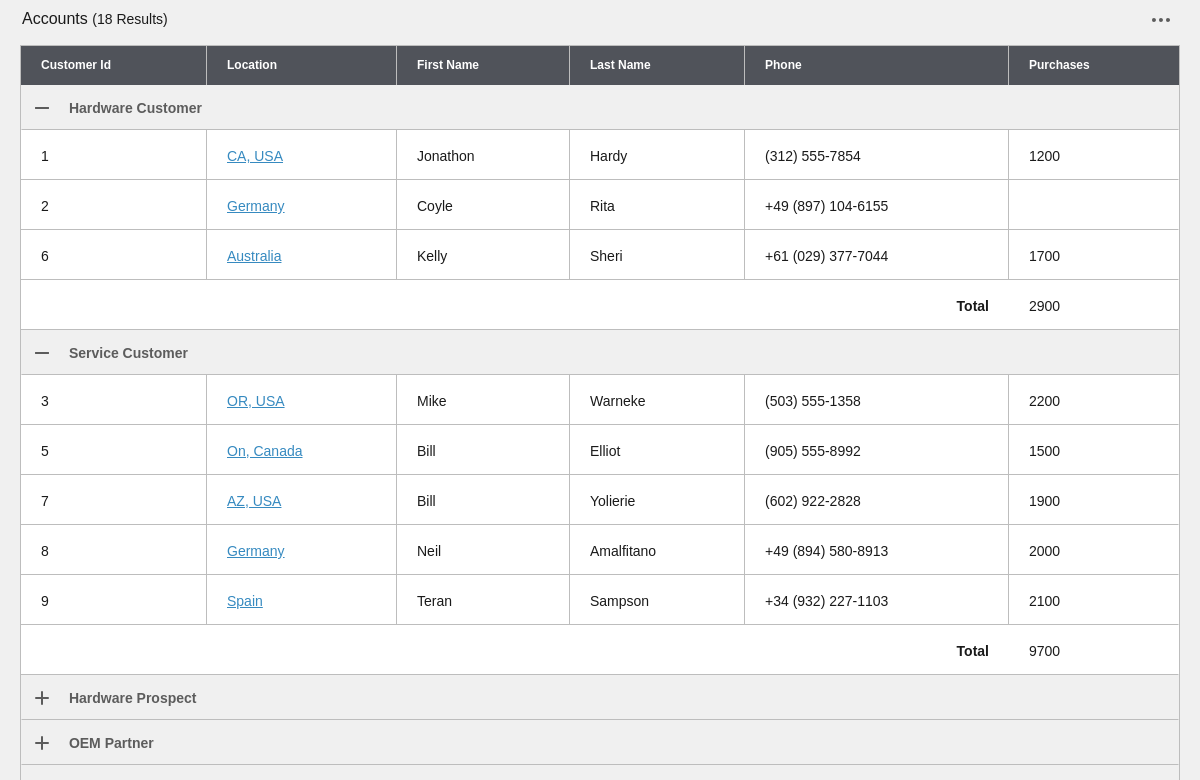 Accounts (18 Results)
Customer Id Location First Name Last Name Phone Purchases
Hardware Customer
1 CA, USA Jonathon Hardy (312) 555-7854 1200
2 Germany Coyle Rita +49 (897) 104-6155
6 Australia Kelly Sheri +61 (029) 377-7044 1700
Total 2900
Service Customer
3 OR, USA Mike Warneke (503) 555-1358 2200
5 On, Canada Bill Elliot (905) 555-8992 1500
7 AZ, USA Bill Yolierie (602) 922-2828 1900
8 Germany Neil Amalfitano +49 (894) 580-8913 2000
9 Spain Teran Sampson +34 (932) 227-1103 2100
Total 9700
Hardware Prospect
OEM Partner